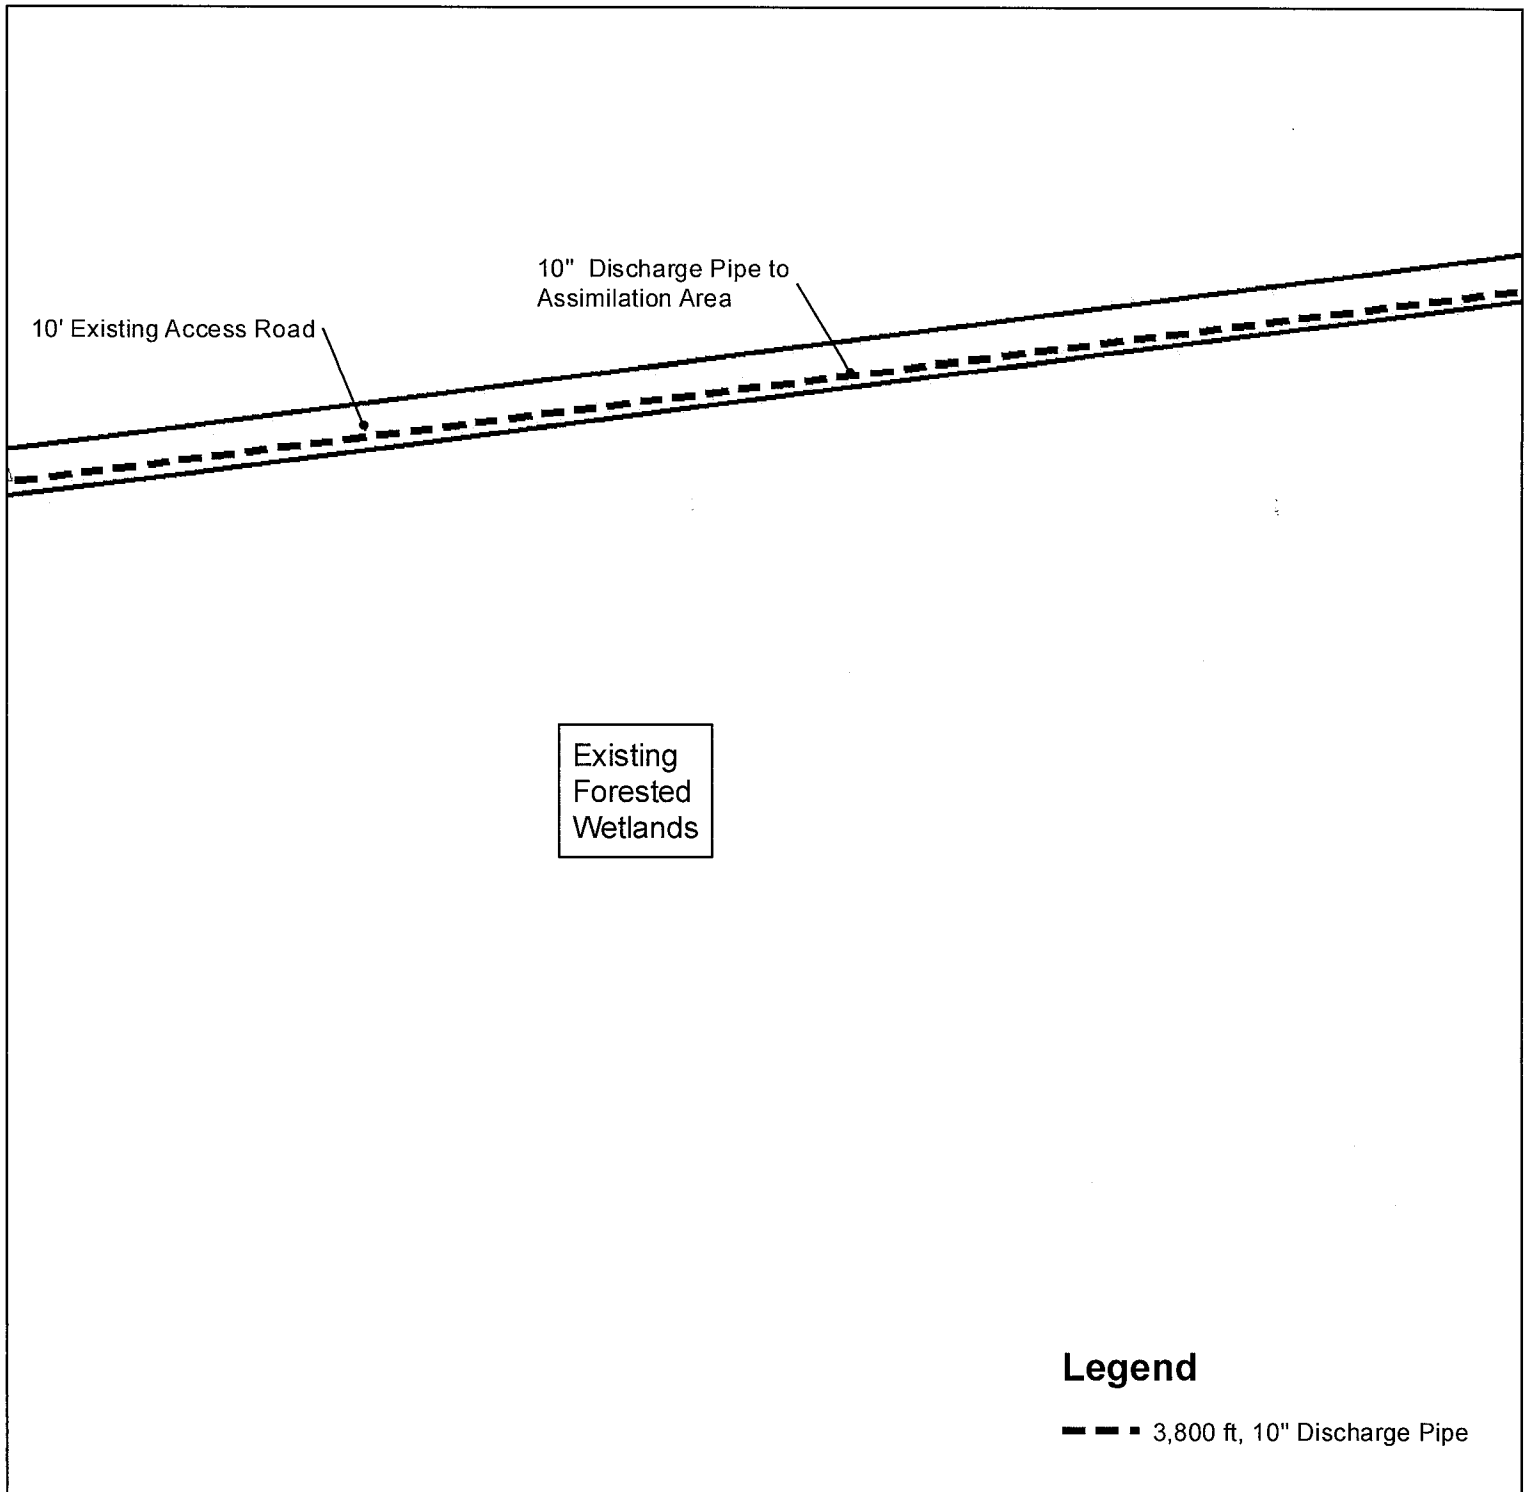 10" Discharge Pipe to
Assimilation Area
10' Existing Access Road
Existing
Forested
Wetlands
Legend
3,800 ft, 10" Discharge Pipe